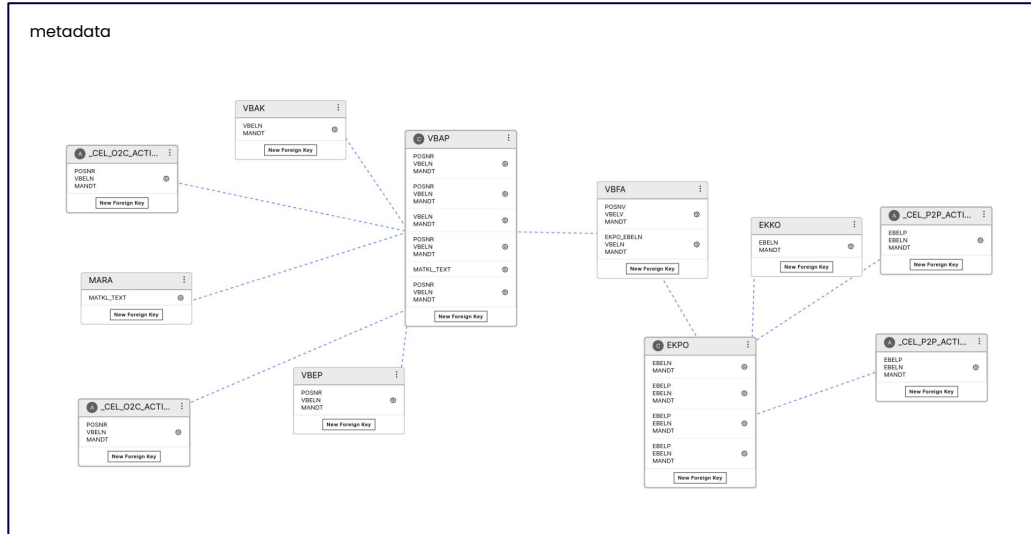 metadata
VBAK
VBELN
MANDT
New Foreign Key
A _CEL_O2C_ACTI...
POSNR
VBELN
MANDT
New Foreign Key
C VBAP
POSNR
VBELN
MANDT
POSNR
VBELN
MANDT
VBELN
MANDT
POSNR
VBELN
MANDT
MATKL_TEXT
POSNR
VBELN
MANDT
New Foreign Key
MARA
MATKL_TEXT
New Foreign Key
A _CEL_O2C_ACTI...
POSNR
VBELN
MANDT
New Foreign Key
VBEP
POSNR
VBELN
MANDT
New Foreign Key
VBFA
POSNV
VBELV
MANDT
EKPO_EBELN
VBELN
MANDT
New Foreign Key
EKKO
EBELN
MANDT
New Foreign Key
A _CEL_P2P_ACTI...
EBELP
EBELN
MANDT
New Foreign Key
C EKPO
EBELN
MANDT
EBELP
EBELN
MANDT
EBELP
EBELN
MANDT
EBELP
EBELN
MANDT
New Foreign Key
A _CEL_P2P_ACTI...
EBELP
EBELN
MANDT
New Foreign Key